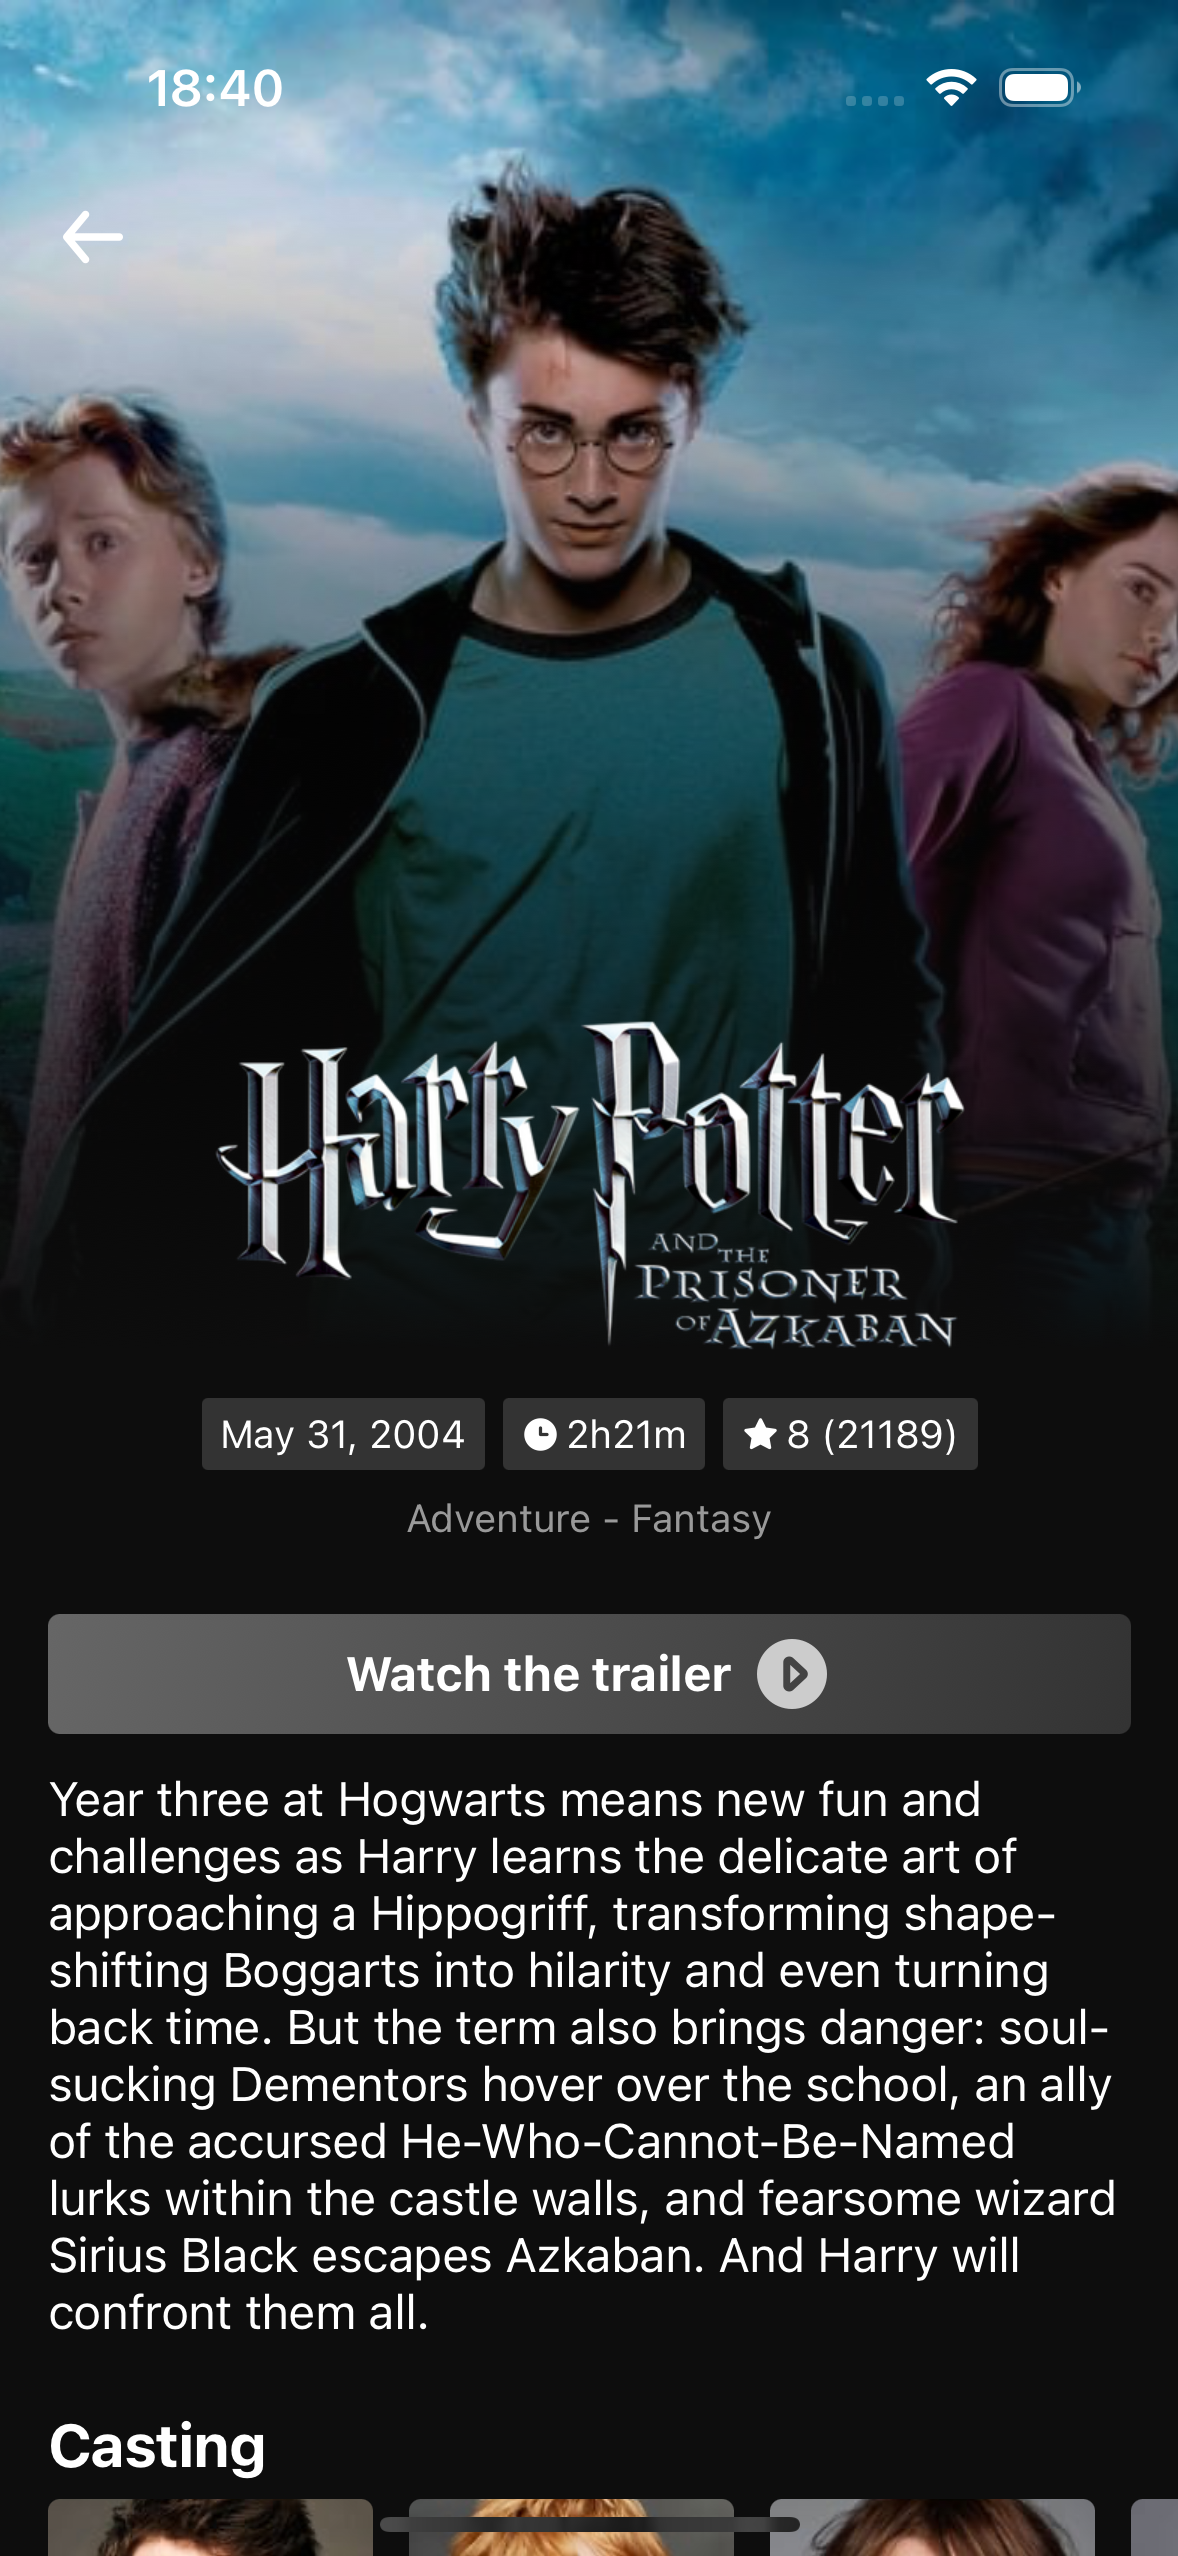 18:40
Harry Potter
AND THE
PRISONER
OF AZKABAN
May 31, 2004
2h21m
8 (21189)
Adventure - Fantasy
Watch the trailer
Year three at Hogwarts means new fun and
challenges as Harry learns the delicate art of
approaching a Hippogriff, transforming shape-
shifting Boggarts into hilarity and even turning
back time. But the term also brings danger: soul-
sucking Dementors hover over the school, an ally
of the accursed He-Who-Cannot-Be-Named
lurks within the castle walls, and fearsome wizard
Sirius Black escapes Azkaban. And Harry will
confront them all.
Casting